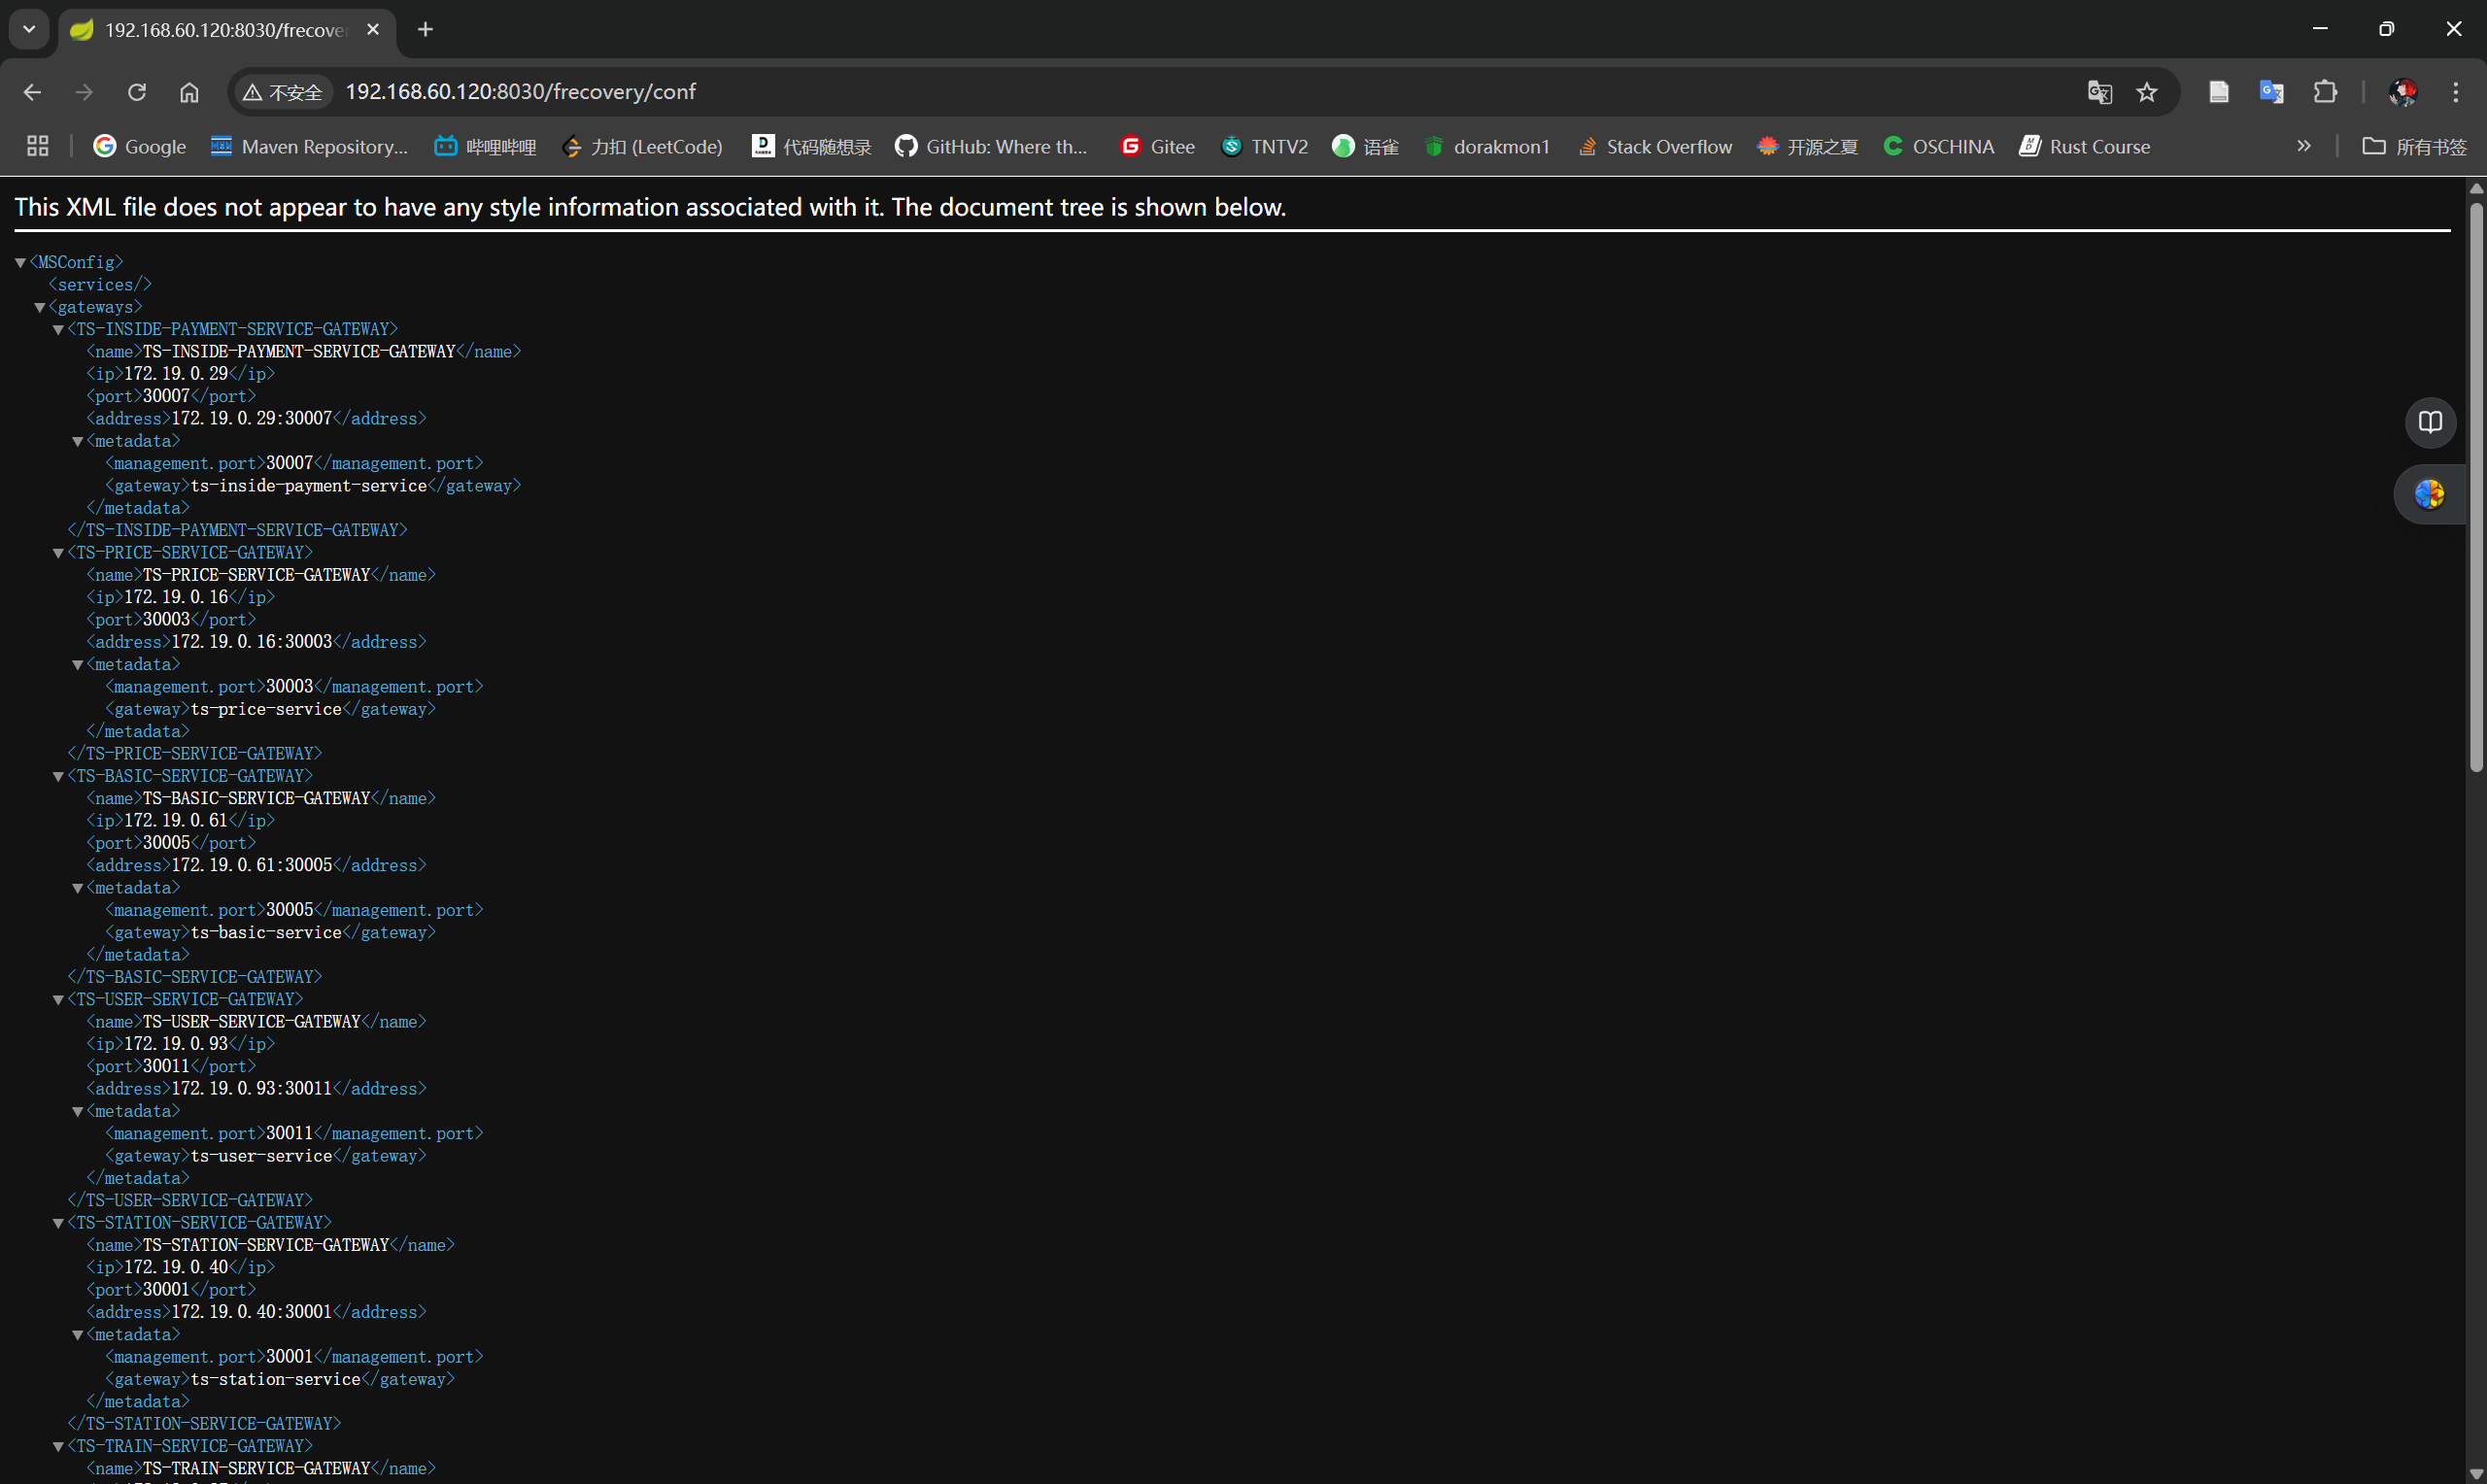 192.168.60.120:8030/frecove
不安全
192.168.60.120:8030/frecovery/conf
Google
Maven Repository...
哔哩哔哩
力扣 (LeetCode)
代码随想录
GitHub: Where th...
Gitee
TNTV2
语雀
dorakmon1
Stack Overflow
开源之夏
OSCHINA
Rust Course
所有书签
This XML file does not appear to have any style information associated with it. The document tree is shown below.
<MSConfig>
<services/>
<gateways>
<TS-INSIDE-PAYMENT-SERVICE-GATEWAY>
<name>TS-INSIDE-PAYMENT-SERVICE-GATEWAY</name>
<ip>172.19.0.29</ip>
<port>30007</port>
<address>172.19.0.29:30007</address>
<metadata>
<management.port>30007</management.port>
<gateway>ts-inside-payment-service</gateway>
</metadata>
</TS-INSIDE-PAYMENT-SERVICE-GATEWAY>
<TS-PRICE-SERVICE-GATEWAY>
<name>TS-PRICE-SERVICE-GATEWAY</name>
<ip>172.19.0.16</ip>
<port>30003</port>
<address>172.19.0.16:30003</address>
<metadata>
<management.port>30003</management.port>
<gateway>ts-price-service</gateway>
</metadata>
</TS-PRICE-SERVICE-GATEWAY>
<TS-BASIC-SERVICE-GATEWAY>
<name>TS-BASIC-SERVICE-GATEWAY</name>
<ip>172.19.0.61</ip>
<port>30005</port>
<address>172.19.0.61:30005</address>
<metadata>
<management.port>30005</management.port>
<gateway>ts-basic-service</gateway>
</metadata>
</TS-BASIC-SERVICE-GATEWAY>
<TS-USER-SERVICE-GATEWAY>
<name>TS-USER-SERVICE-GATEWAY</name>
<ip>172.19.0.93</ip>
<port>30011</port>
<address>172.19.0.93:30011</address>
<metadata>
<management.port>30011</management.port>
<gateway>ts-user-service</gateway>
</metadata>
</TS-USER-SERVICE-GATEWAY>
<TS-STATION-SERVICE-GATEWAY>
<name>TS-STATION-SERVICE-GATEWAY</name>
<ip>172.19.0.40</ip>
<port>30001</port>
<address>172.19.0.40:30001</address>
<metadata>
<management.port>30001</management.port>
<gateway>ts-station-service</gateway>
</metadata>
</TS-STATION-SERVICE-GATEWAY>
<TS-TRAIN-SERVICE-GATEWAY>
<name>TS-TRAIN-SERVICE-GATEWAY</name>